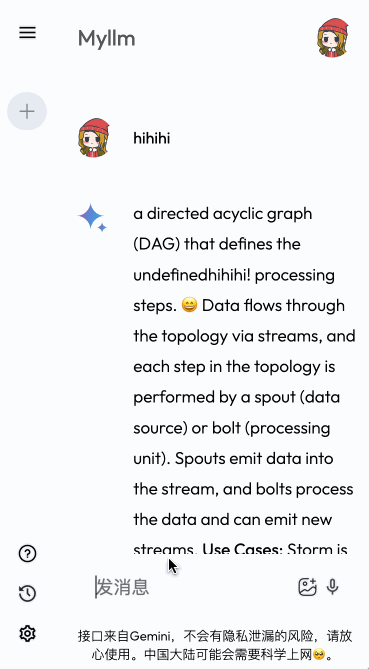 Myllm
hihihi
a directed acyclic graph
(DAG) that defines the
undefinedhihihi! processing
steps. 😄 Data flows through
the topology via streams, and
each step in the topology is
performed by a spout (data
source) or bolt (processing
unit). Spouts emit data into
the stream, and bolts process
the data and can emit new
streams. Use Cases: Storm is
发消息
接口来自Gemini，不会有隐私泄漏的风险，请放
心使用。中国大陆可能会需要科学上网🥺。